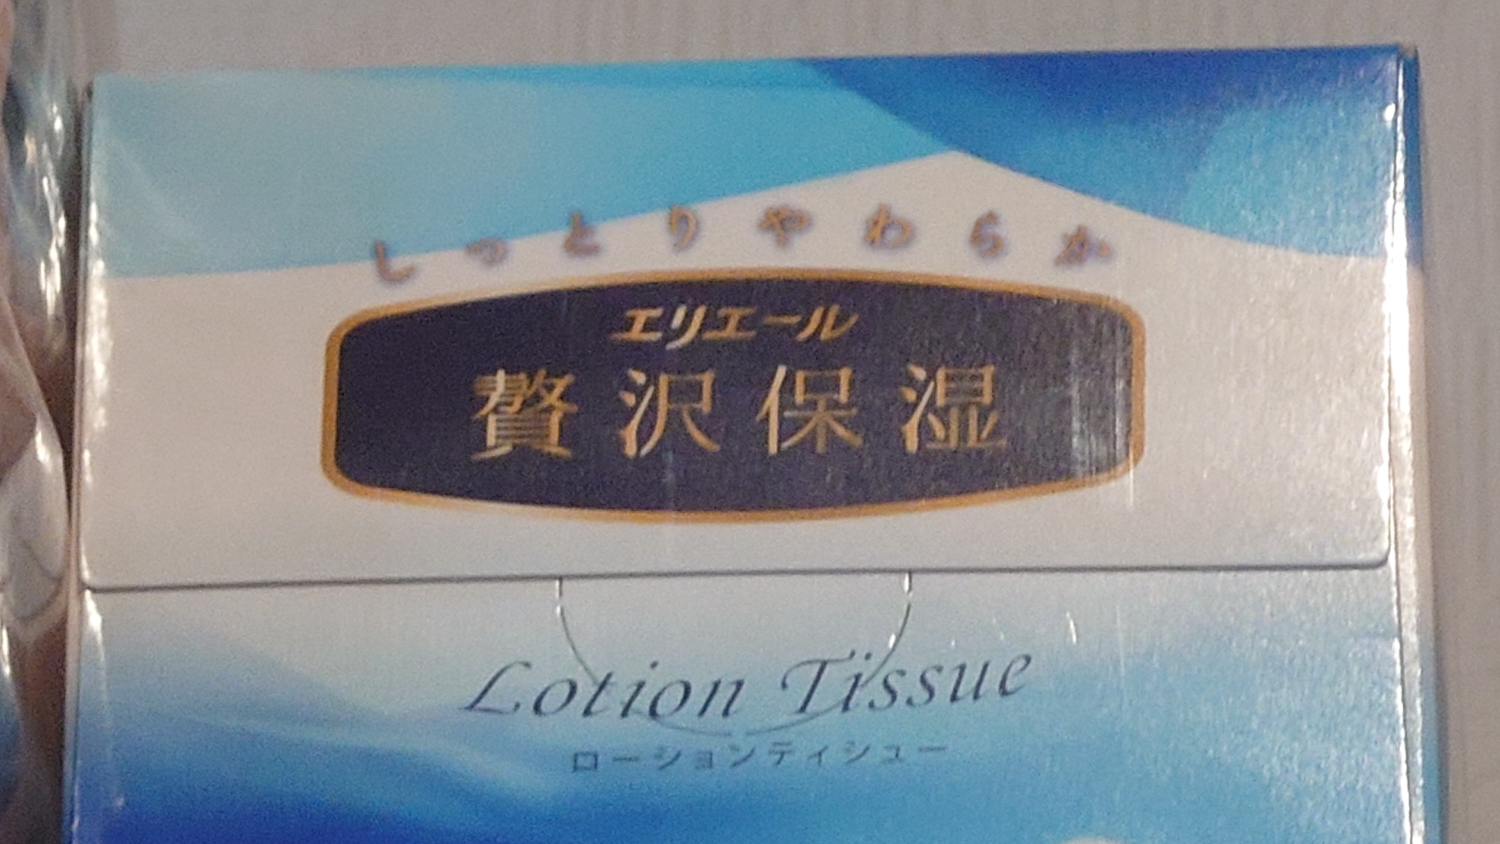 しっとりやわらか
エリエール
贅沢保湿
Lotion Tissue
ローションティシュー